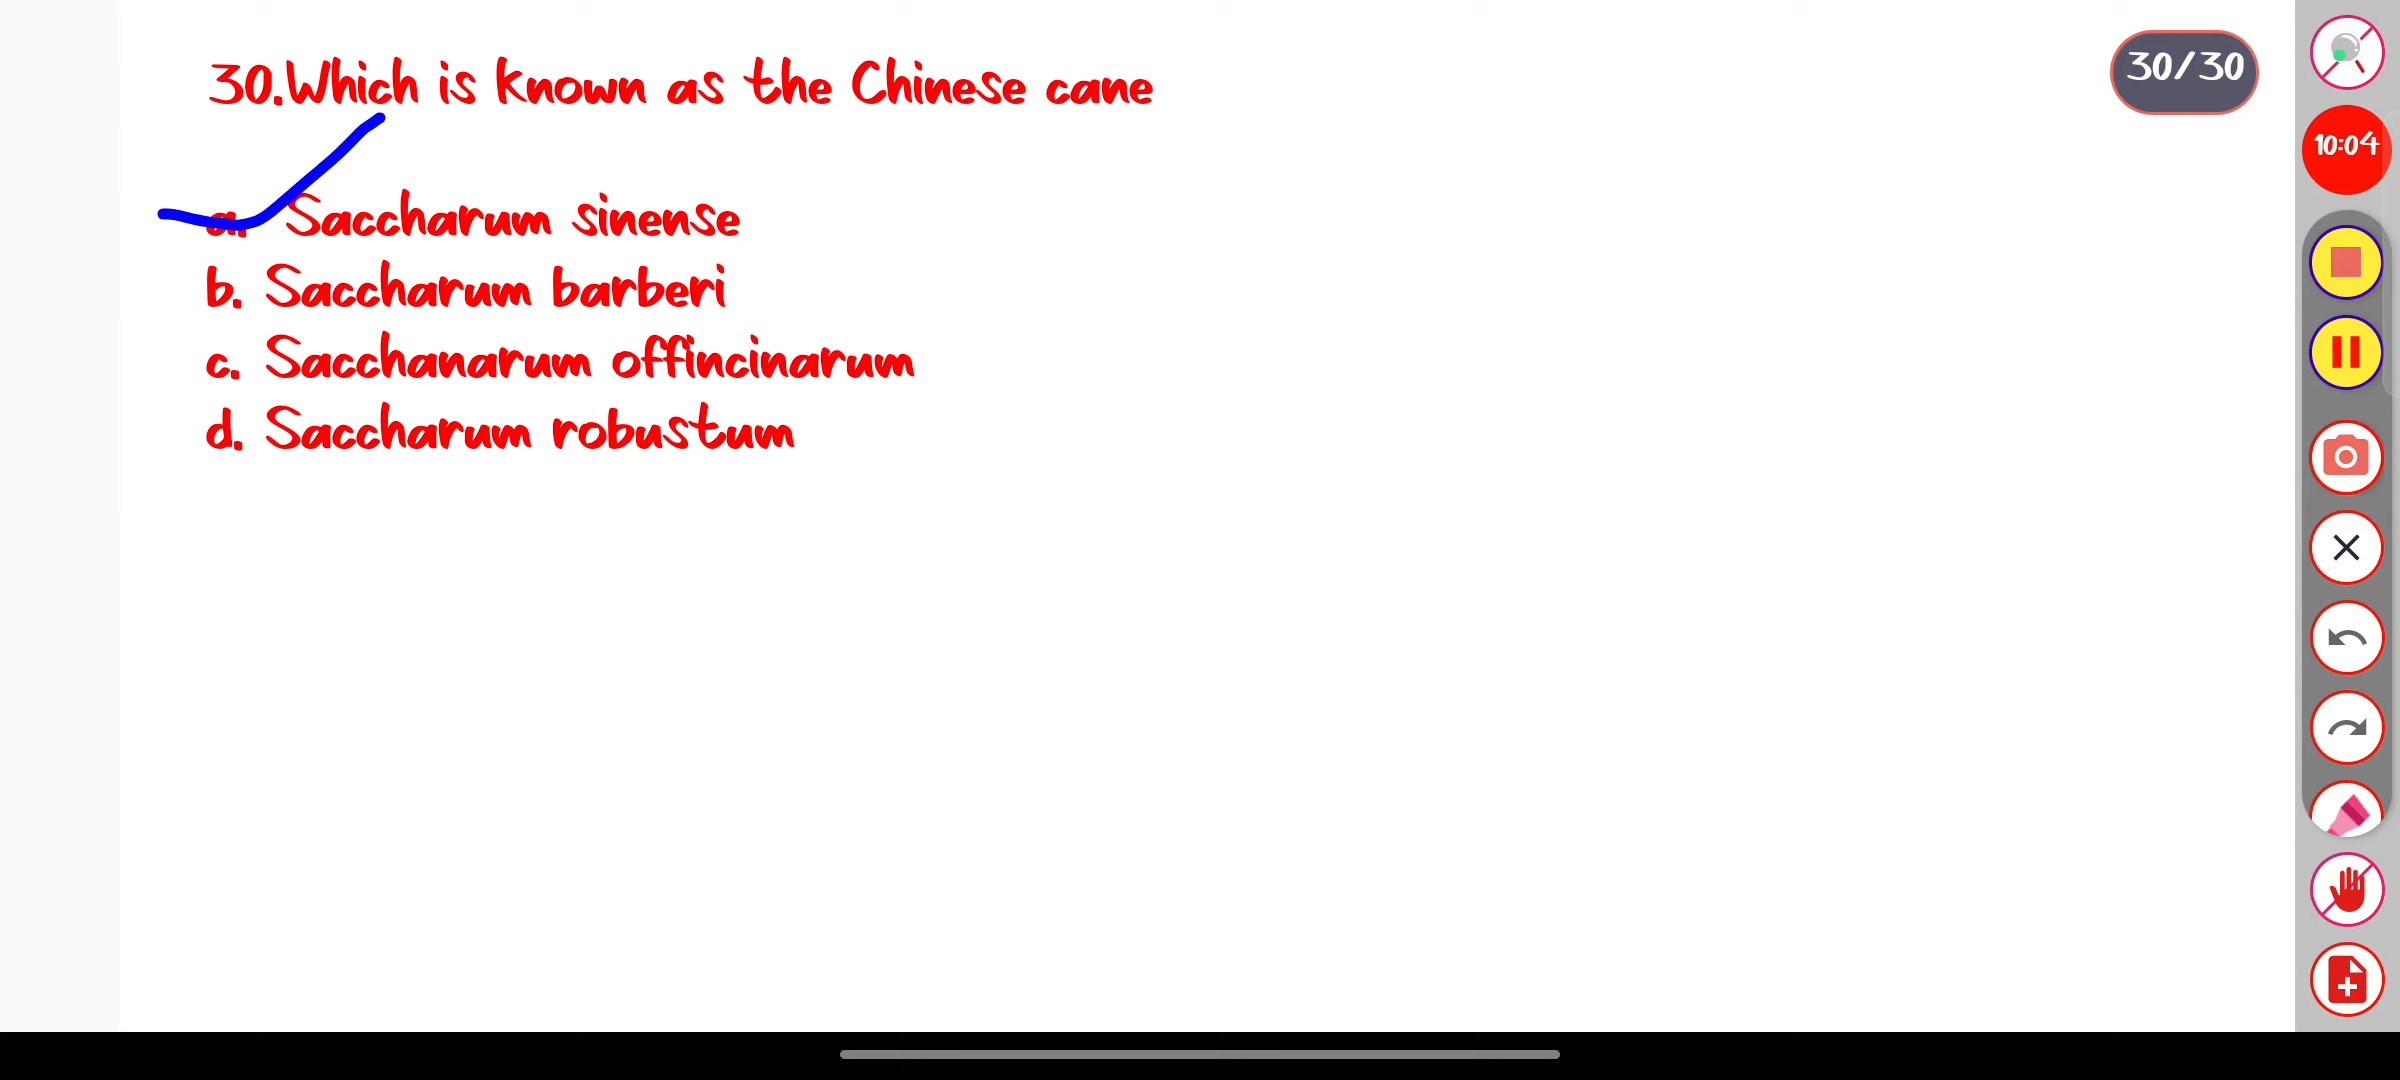 30.Which is known as the Chinese cane
30/30
10:04
a. Saccharum sinense
b. Saccharum barberi
c. Sacchanarum offincinarum
d. Saccharum robustum